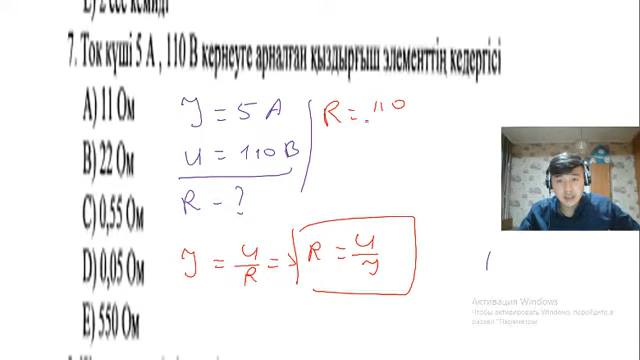 7. Ток күші 5 А , 110 В кернеуге арналған қыздырғыш элементтің кедергісі
A) 11 Ом
B) 22 Ом
C) 0,55 Ом
D) 0,05 Ом
E) 550 Ом
J = 5 A
U = 110 B
R - ?
R = 110
J = U/R =>
R = U/J
Активация Windows
Чтобы активировать Windows, перейдите в
раздел "Параметры